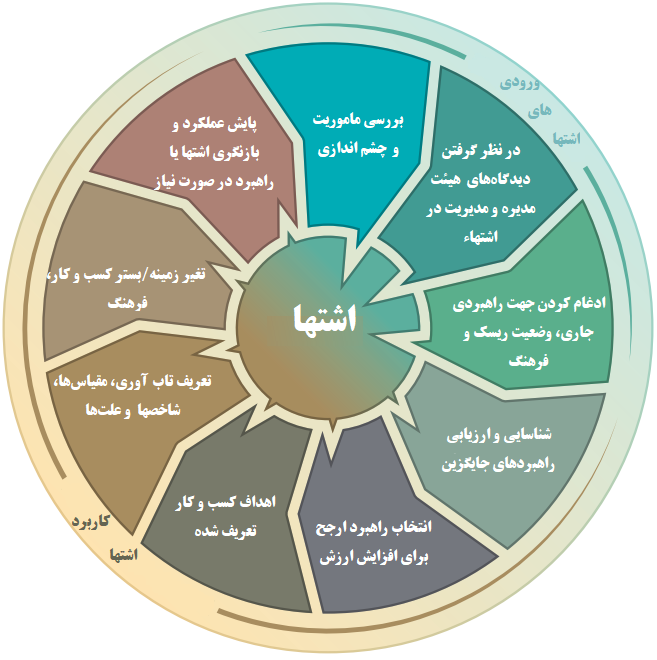 بررسی ماموریت
و چشم اندازی
در نظر گرفتن
دیدگاه‌های هیئت
مدیره و مدیریت در
اشتهاء
ادغام کردن جهت راهبردی
جاری، وضعیت ریسک و
فرهنگ
شناسایی و ارزیابی
راهبردهای جایگزین
انتخاب راهبرد ارجح
برای افزایش ارزش
اهداف کسب و کار
تعریف شده
تعریف تاب آوری، مقیاس‌ها،
شاخصها و علت‌ها
تغیر زمینه/بستر کسب و کار،
فرهنگ
پایش عملکرد و
بازنگری اشتها یا
راهبرد در صورت نیاز
اشتها
ورودی
های
اشتها
کاربرد
اشتها